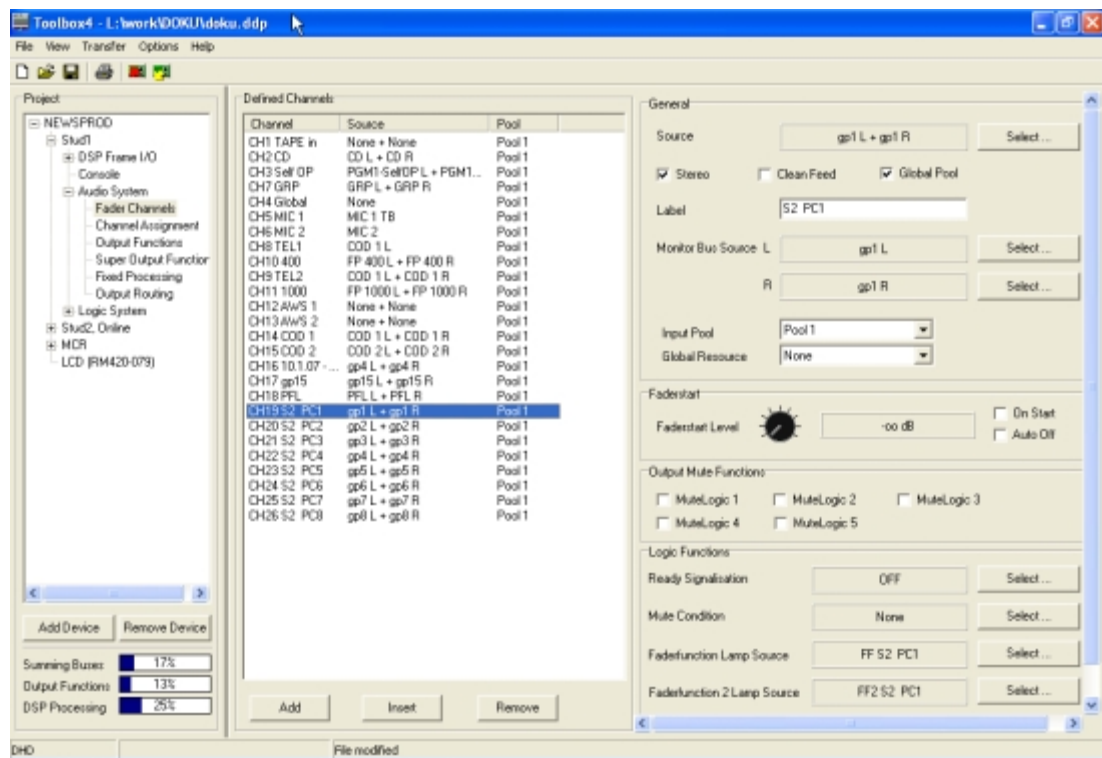 Toolbox4 - L:\work\DOKU\doku.ddp
File View Transfer Options Help
Project
NEWSPROD
Stud1
DSP Frame I/O
Console
Audio System
Fader Channels
Channel Assignment
Output Functions
Super Output Function
Fixed Processing
Output Routing
Logic System
Stud2, Online
MCR
LCD (RM420-079)
Add Device Remove Device
Summing Buses 17%
Output Functions 13%
DSP Processing 25%
Defined Channels
Channel Source Pool
CH1 TAPE in None + None Pool 1
CH2 CD CD L + CD R Pool 1
CH3 Self OP PGM1-SelfOP L + PGM1... Pool 1
CH7 GRP GRP L + GRP R Pool 1
CH4 Global None Pool 1
CH5 MIC 1 MIC 1 TB Pool 1
CH6 MIC 2 MIC 2 Pool 1
CH8 TEL1 COD 1 L Pool 1
CH10 400 FP 400 L + FP 400 R Pool 1
CH9 TEL2 COD 1 L + COD 1 R Pool 1
CH11 1000 FP 1000 L + FP 1000 R Pool 1
CH12 AWS 1 None + None Pool 1
CH13 AWS 2 None + None Pool 1
CH14 COD 1 COD 1 L + COD 1 R Pool 1
CH15 COD 2 COD 2 L + COD 2 R Pool 1
CH16 10.1.07 -... gp4 L + gp4 R Pool 1
CH17 gp15 gp15 L + gp15 R Pool 1
CH18 PFL PFL L + PFL R Pool 1
CH19 S2 PC1 gp1 L + gp1 R Pool 1
CH20 S2 PC2 gp2 L + gp2 R Pool 1
CH21 S2 PC3 gp3 L + gp3 R Pool 1
CH22 S2 PC4 gp4 L + gp4 R Pool 1
CH23 S2 PC5 gp5 L + gp5 R Pool 1
CH24 S2 PC6 gp6 L + gp6 R Pool 1
CH25 S2 PC7 gp7 L + gp7 R Pool 1
CH26 S2 PC8 gp8 L + gp8 R Pool 1
Add Insert Remove
General
Source gp1 L + gp1 R Select ...
Stereo Clean Feed Global Pool
Label S2 PC1
Monitor Bus Source L gp1 L Select ...
R gp1 R Select ...
Input Pool Pool 1
Global Resource None
Faderstart
Faderstart Level -oo dB On Start
Auto Off
Output Mute Functions
MuteLogic 1 MuteLogic 2 MuteLogic 3
MuteLogic 4 MuteLogic 5
Logic Functions
Ready Signalisation OFF Select ...
Mute Condition None Select ...
Faderfunction Lamp Source FF S2 PC1 Select ...
Faderfunction 2 Lamp Source FF2 S2 PC1 Select ...
DHD File modified